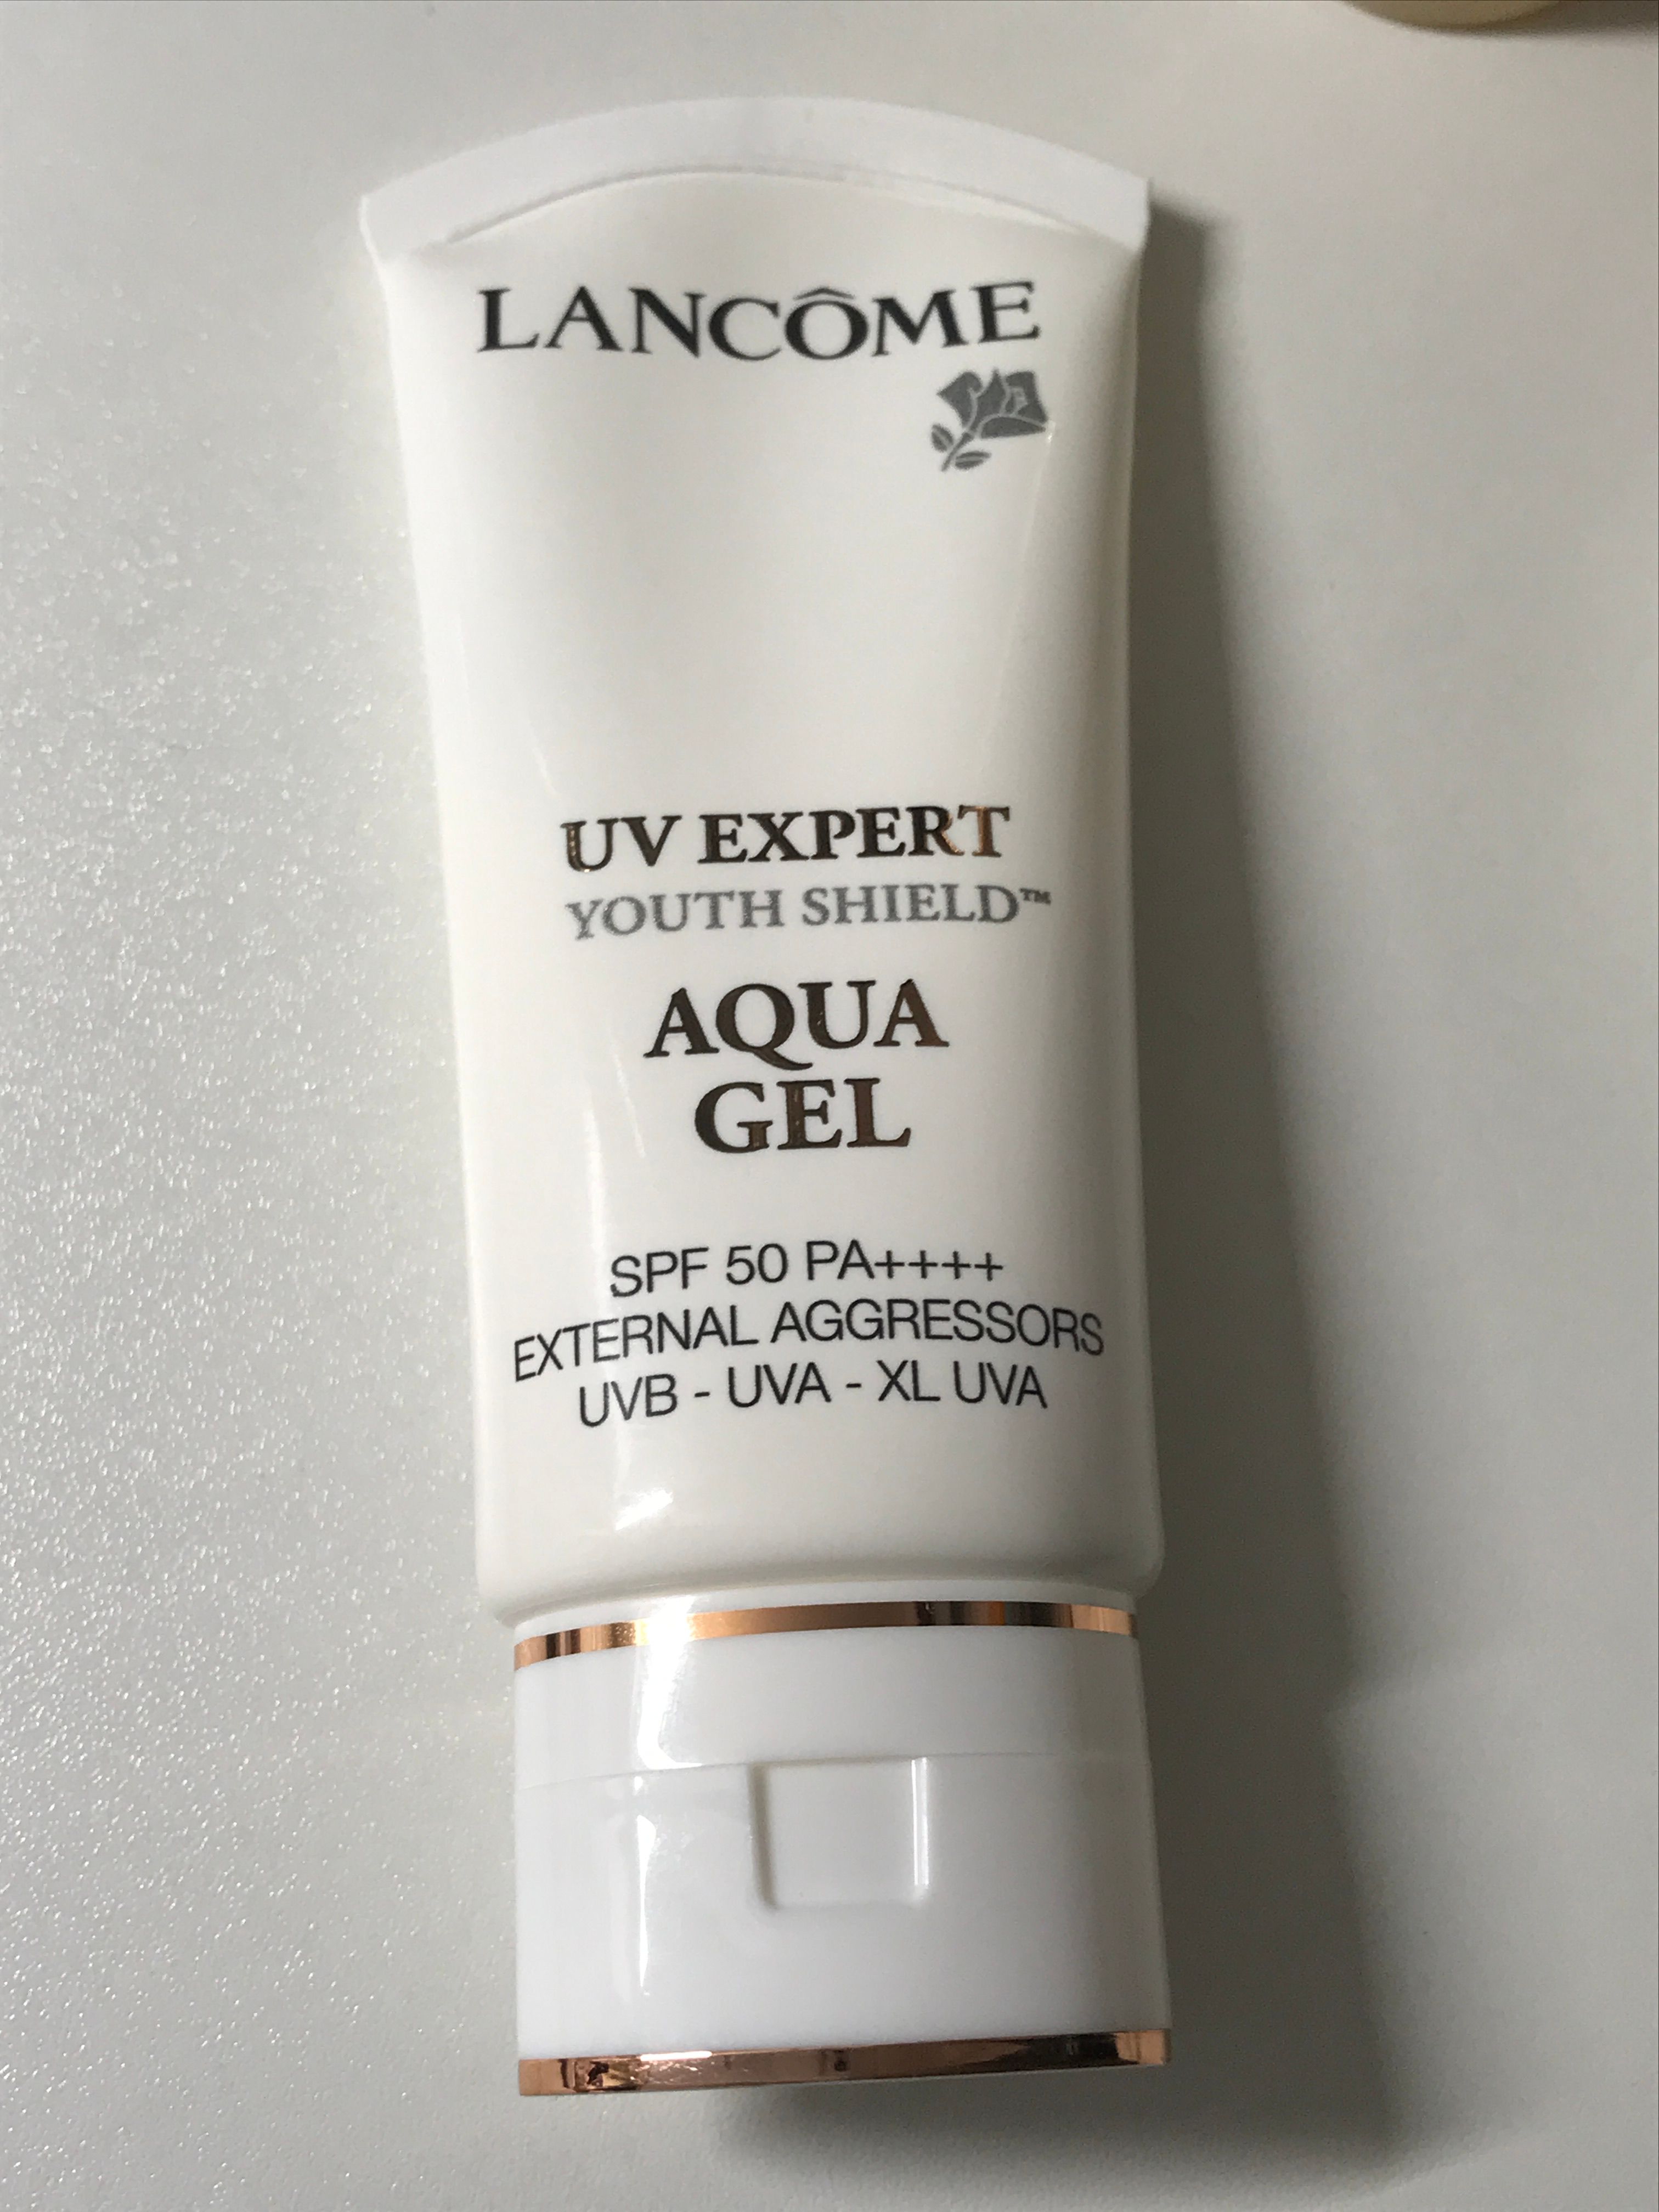 LANCÔME
UV EXPERT
YOUTH SHIELD™
AQUA
GEL
SPF 50 PA++++
EXTERNAL AGGRESSORS
UVB - UVA - XL UVA